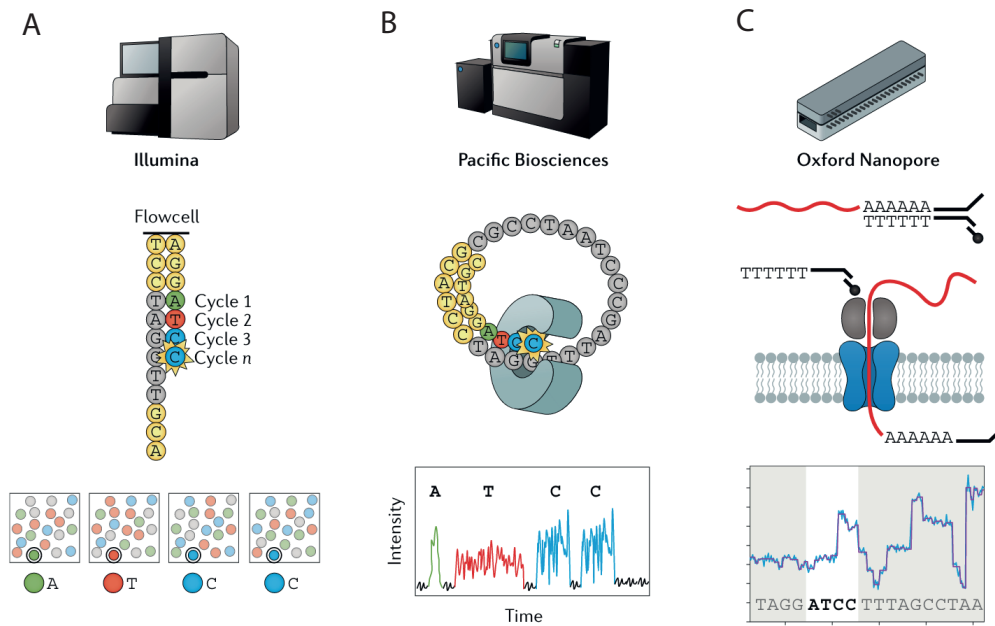 A
Illumina
Flowcell
T A
C G
C G
T A Cycle 1
A T Cycle 2
G C Cycle 3
G C Cycle n
T
T
G
C
A
A
T
C
C
B
Pacific Biosciences
C G C C T A A T C C C G A T T T G G A T C C T A C G
C G T A G G A T C C
A T C C
Intensity
Time
C
Oxford Nanopore
AAAAAA
TTTTTT
TTTTTT
AAAAAA
TAGG ATCC TTTAGCCTAA